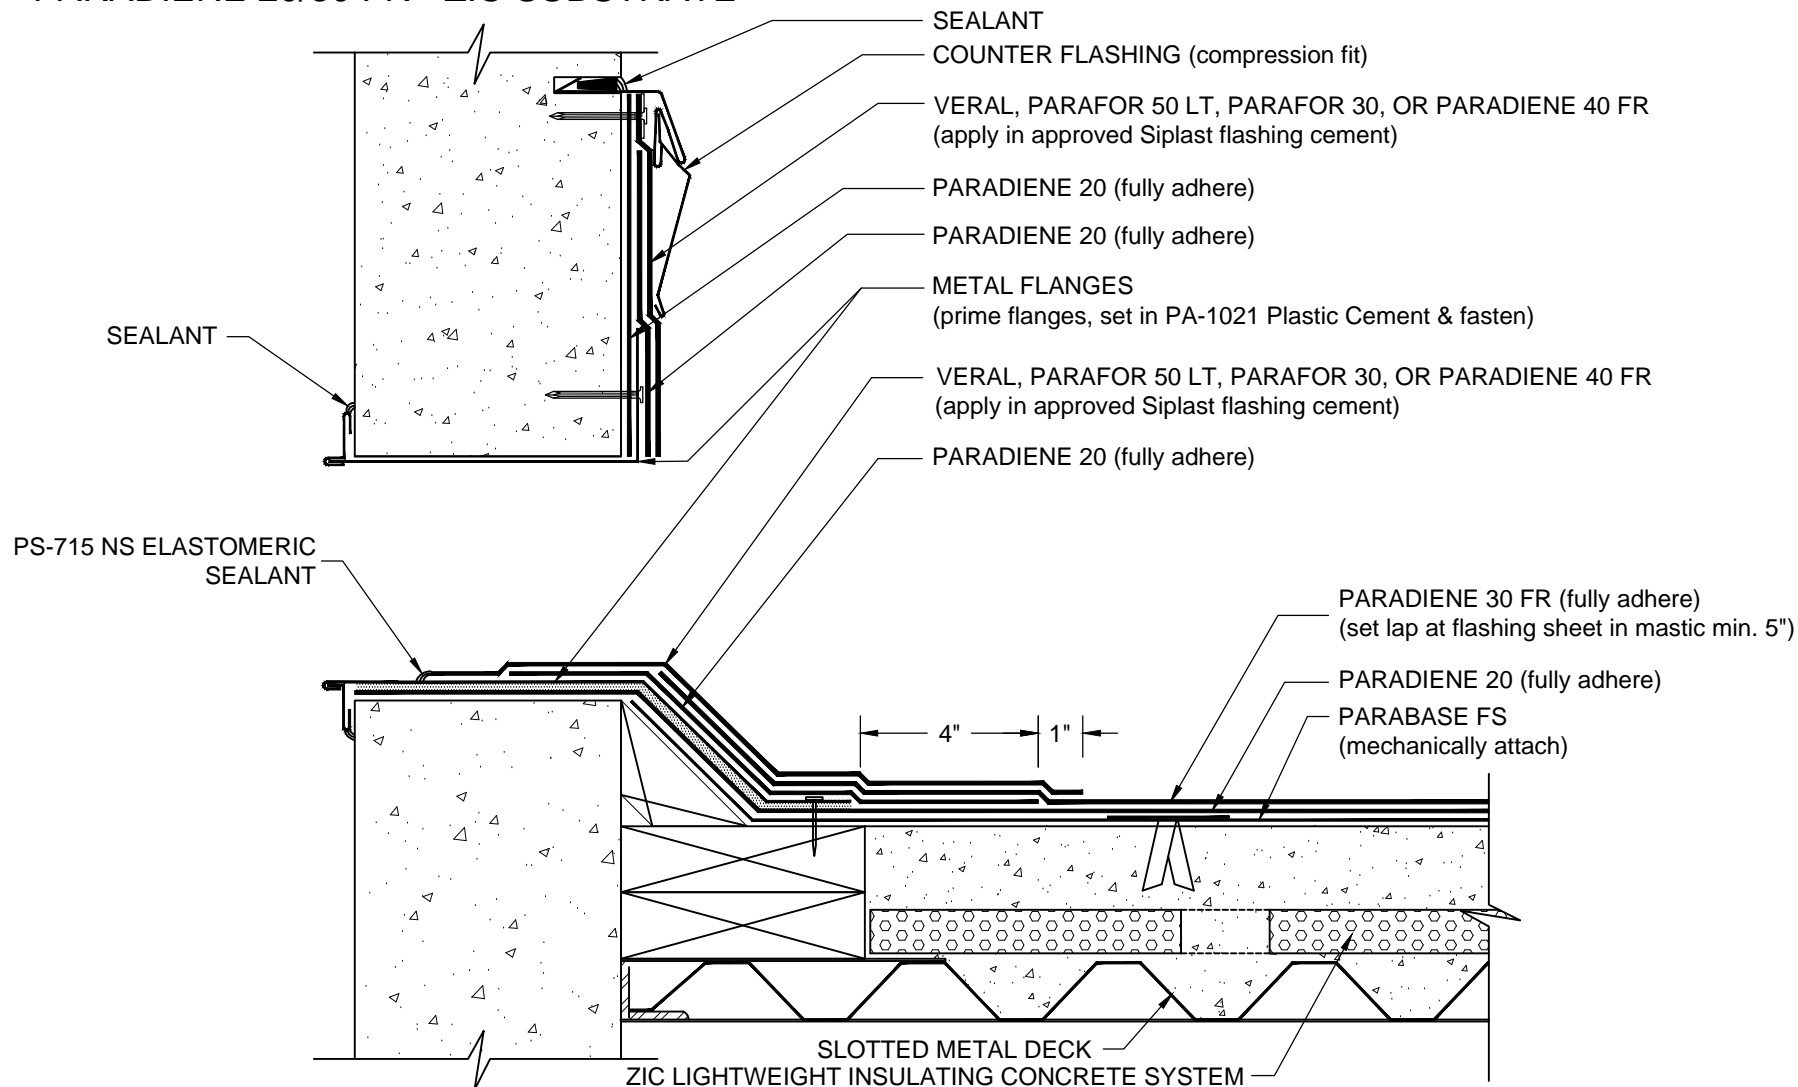 SEALANT
COUNTER FLASHING (compression fit)
VERAL, PARAFOR 50 LT, PARAFOR 30, OR PARADIENE 40 FR
(apply in approved Siplast flashing cement)
PARADIENE 20 (fully adhere)
PARADIENE 20 (fully adhere)
METAL FLANGES
(prime flanges, set in PA-1021 Plastic Cement & fasten)
SEALANT
VERAL, PARAFOR 50 LT, PARAFOR 30, OR PARADIENE 40 FR
(apply in approved Siplast flashing cement)
PARADIENE 20 (fully adhere)
PS-715 NS ELASTOMERIC
SEALANT
PARADIENE 30 FR (fully adhere)
(set lap at flashing sheet in mastic min. 5")
PARADIENE 20 (fully adhere)
PARABASE FS
(mechanically attach)
4"
1"
SLOTTED METAL DECK
ZIC LIGHTWEIGHT INSULATING CONCRETE SYSTEM